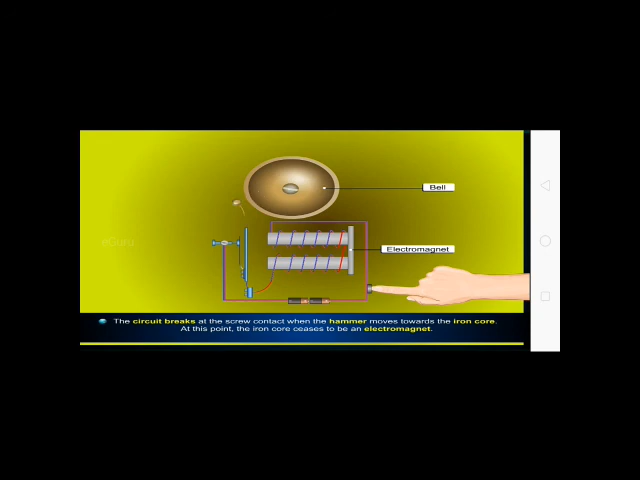 Bell
eGuru
Electromagnet
The circuit breaks at the screw contact when the hammer moves towards the iron core.
At this point, the iron core ceases to be an electromagnet.